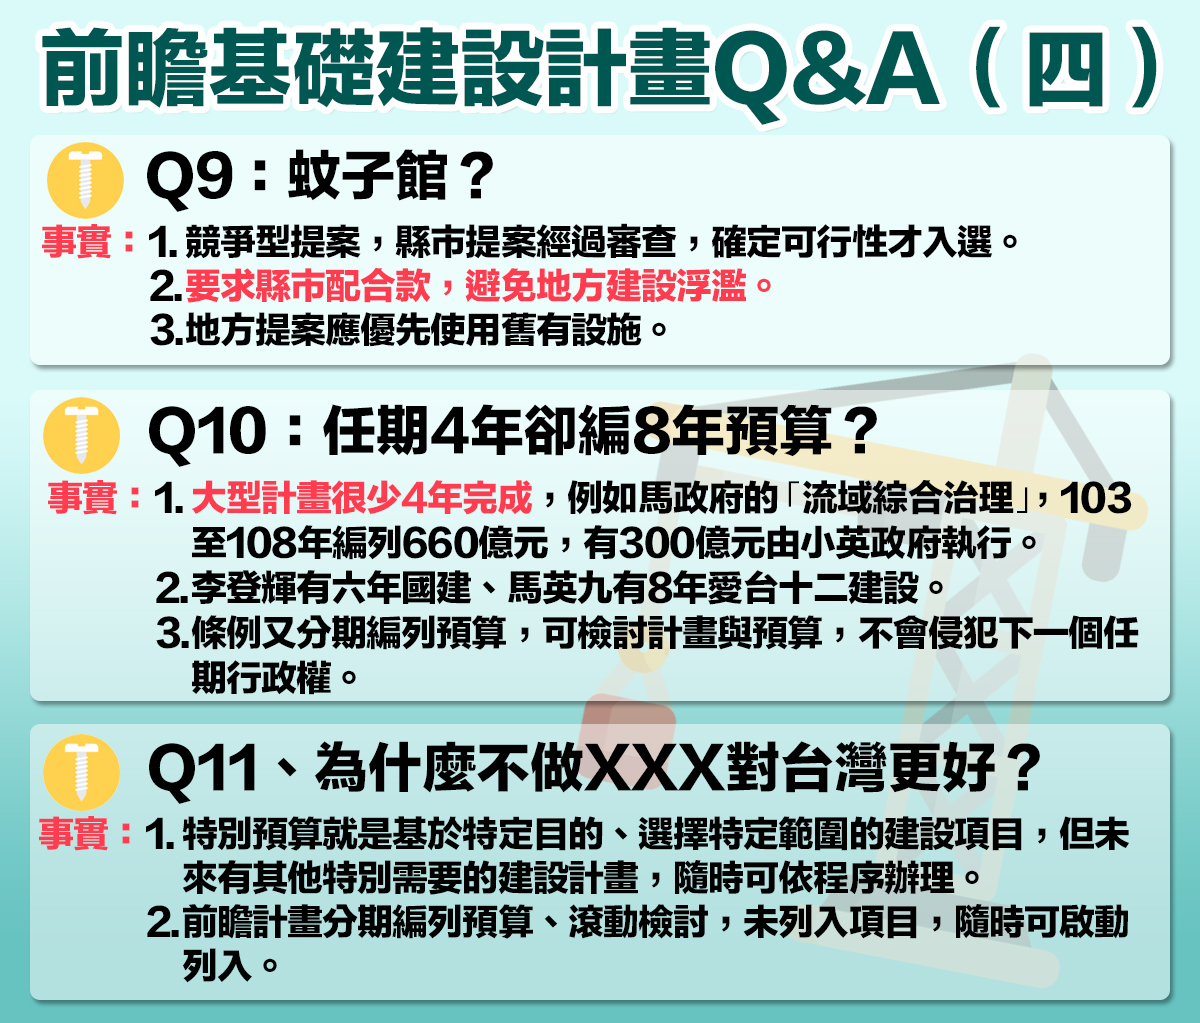 前瞻基礎建設計畫Q&A（四）
Q9：蚊子館？
事實：1. 競爭型提案，縣市提案經過審查，確定可行性才入選。
2.要求縣市配合款，避免地方建設浮濫。
3.地方提案應優先使用舊有設施。
Q10：任期4年卻編8年預算？
事實：1. 大型計畫很少4年完成，例如馬政府的「流域綜合治理」，103
至108年編列660億元，有300億元由小英政府執行。
2.李登輝有六年國建、馬英九有8年愛台十二建設。
3.條例又分期編列預算，可檢討計畫與預算，不會侵犯下一個任
期行政權。
Q11、為什麼不做XXX對台灣更好？
事實：1. 特別預算就是基於特定目的、選擇特定範圍的建設項目，但未
來有其他特別需要的建設計畫，隨時可依程序辦理。
2.前瞻計畫分期編列預算、滾動檢討，未列入項目，隨時可啟動
列入。